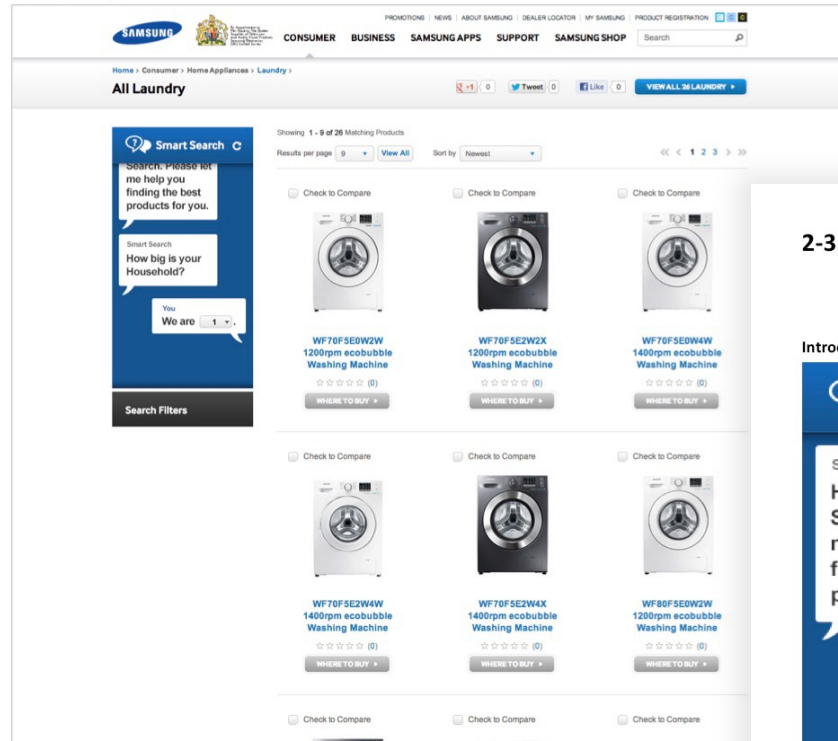 PROMOTIONS | NEWS | ABOUT SAMSUNG | DEALER LOCATOR | MY SAMSUNG | PRODUCT REGISTRATION
SAMSUNG
CONSUMER BUSINESS SAMSUNG APPS SUPPORT SAMSUNG SHOP Search
Home > Consumer > Home Appliances > Laundry >
All Laundry
+1 0 Tweet 0 Like 0 VIEW ALL 26 LAUNDRY
Smart Search
Search. Please let
me help you
finding the best
products for you.
Smart Search
How big is your
Household?
You
We are 1 .
Search Filters
Showing 1 - 9 of 26 Matching Products
Results per page 9 View All Sort by Newest 1 2 3
Check to Compare Check to Compare Check to Compare
WF70F5E0W2W WF70F5E2W2X WF70F5E0W4W
1200rpm ecobubble 1200rpm ecobubble 1400rpm ecobubble
Washing Machine Washing Machine Washing Machine
(0) (0) (0)
WHERE TO BUY WHERE TO BUY WHERE TO BUY
Check to Compare Check to Compare Check to Compare
WF70F5E2W4W WF70F5E2W4X WF80F5E0W2W
1400rpm ecobubble 1400rpm ecobubble 1200rpm ecobubble
Washing Machine Washing Machine Washing Machine
(0) (0) (0)
WHERE TO BUY WHERE TO BUY WHERE TO BUY
Check to Compare Check to Compare Check to Compare
2-3